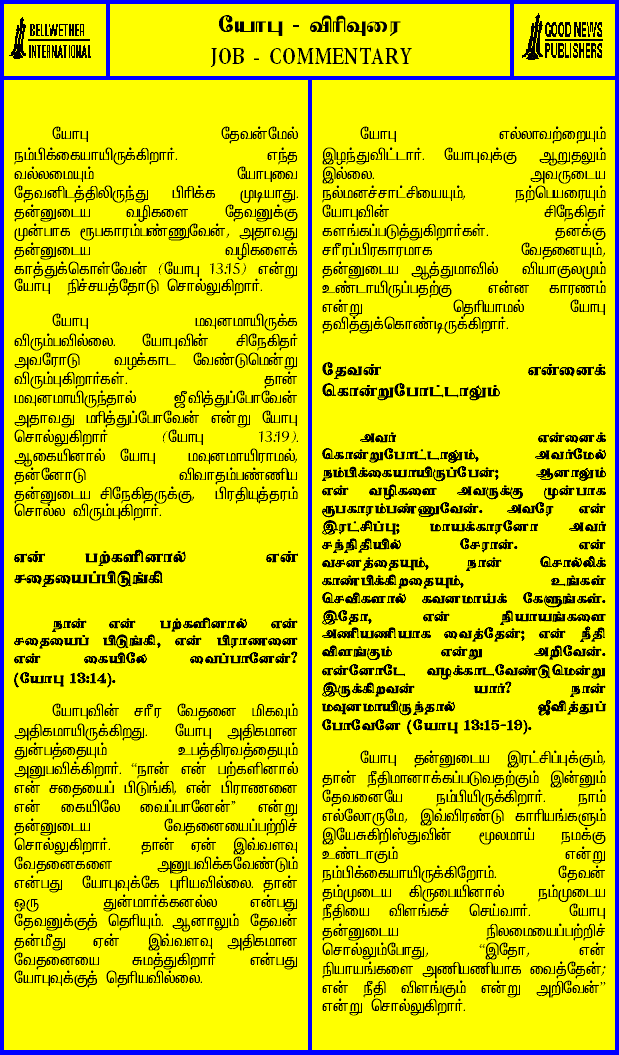 BELLWETHER
INTERNATIONAL
யோபு - விரிவுரை
JOB - COMMENTARY
GOOD NEWS
PUBLISHERS
யோபு தேவன்மேல்
நம்பிக்கையாயிருக்கிறார். எந்த
வல்லமையும் யோபுவை
தேவனிடத்திலிருந்து பிரிக்க முடியாது.
தன்னுடைய வழிகளை தேவனுக்கு
முன்பாக ரூபகாரம்பண்ணுவேன், அதாவது
தன்னுடைய வழிகளைக்
காத்துக்கொள்வேன் (யோபு 13:15) என்று
யோபு நிச்சயத்தோடு சொல்லுகிறார்.
யோபு மவுனமாயிருக்க
விரும்பவில்லை. யோபுவின் சிநேகிதர்
அவரோடு வழக்காட வேண்டுமென்று
விரும்புகிறார்கள். தான்
மவுனமாயிருந்தால் ஜீவித்துப்போவேன்
அதாவது மரித்துப்போவேன் என்று யோபு
சொல்லுகிறார் (யோபு 13:19).
ஆகையினால் யோபு மவுனமாயிராமல்,
தன்னோடு விவாதம்பண்ணிய
தன்னுடைய சிநேகிதருக்கு, பிரதியுத்தரம்
சொல்ல விரும்புகிறார்.
என் பற்களினால் என்
சதையைப்பிடுங்கி
நான் என் பற்களினால் என்
சதையைப் பிடுங்கி, என் பிராணனை
என் கையிலே வைப்பானேன்?
(யோபு 13:14).
யோபுவின் சரீர வேதனை மிகவும்
அதிகமாயிருக்கிறது. யோபு அதிகமான
துன்பத்தையும் உபத்திரவத்தையும்
அனுபவிக்கிறார். “நான் என் பற்களினால்
என் சதையைப் பிடுங்கி, என் பிராணனை
என் கையிலே வைப்பானேன்” என்று
தன்னுடைய வேதனையைப்பற்றிச்
சொல்லுகிறார். தான் ஏன் இவ்வளவு
வேதனைகளை அனுபவிக்கவேண்டும்
என்பது யோபுவுக்கே புரியவில்லை. தான்
ஒரு துன்மார்க்கனல்ல என்பது
தேவனுக்குத் தெரியும். ஆனாலும் தேவன்
தன்மீது ஏன் இவ்வளவு அதிகமான
வேதனையை சுமத்துகிறார் என்பது
யோபுவுக்குத் தெரியவில்லை.
யோபு எல்லாவற்றையும்
இழந்துவிட்டார். யோபுவுக்கு ஆறுதலும்
இல்லை. அவருடைய
நல்மனச்சாட்சியையும், நற்பெயரையும்
யோபுவின் சிநேகிதர்
களங்கப்படுத்துகிறார்கள். தனக்கு
சரீரப்பிரகாரமாக வேதனையும்,
தன்னுடைய ஆத்துமாவில் வியாகுலமும்
உண்டாயிருப்பதற்கு என்ன காரணம்
என்று தெரியாமல் யோபு
தவித்துக்கொண்டிருக்கிறார்.
தேவன் என்னைக்
கொன்றுபோட்டாலும்
அவர் என்னைக்
கொன்றுபோட்டாலும், அவர்மேல்
நம்பிக்கையாயிருப்பேன்; ஆனாலும்
என் வழிகளை அவருக்கு முன்பாக
ரூபகாரம்பண்ணுவேன். அவரே என்
இரட்சிப்பு; மாயக்காரனோ அவர்
சந்நிதியில் சேரான். என்
வசனத்தையும், நான் சொல்லிக்
காண்பிக்கிறதையும், உங்கள்
செவிகளால் கவனமாய்க் கேளுங்கள்.
இதோ, என் நியாயங்களை
அணியணியாக வைத்தேன்; என் நீதி
விளங்கும் என்று அறிவேன்.
என்னோடே வழக்காடவேண்டுமென்று
இருக்கிறவன் யார்? நான்
மவுனமாயிருந்தால் ஜீவித்துப்
போவேனே (யோபு 13:15-19).
யோபு தன்னுடைய இரட்சிப்புக்கும்,
தான் நீதிமானாக்கப்படுவதற்கும் இன்னும்
தேவனையே நம்பியிருக்கிறார். நாம்
எல்லோருமே, இவ்விரண்டு காரியங்களும்
இயேசுகிறிஸ்துவின் மூலமாய் நமக்கு
உண்டாகும் என்று
நம்பிக்கையாயிருக்கிறோம். தேவன்
தம்முடைய கிருபையினால் நம்முடைய
நீதியை விளங்கச் செய்வார். யோபு
தன்னுடைய நிலமையைப்பற்றிச்
சொல்லும்போது, “இதோ, என்
நியாயங்களை அணியணியாக வைத்தேன்;
என் நீதி விளங்கும் என்று அறிவேன்”
என்று சொல்லுகிறார்.